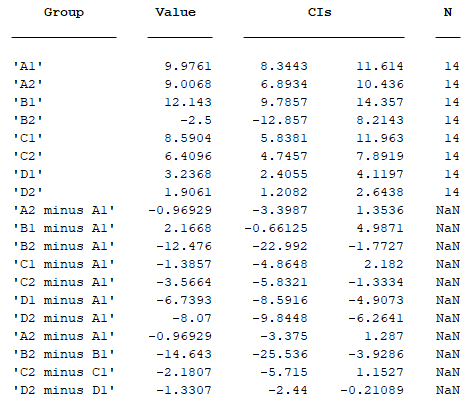 Group Value CIs N
'A1' 9.9761 8.3443 11.614 14
'A2' 9.0068 6.8934 10.436 14
'B1' 12.143 9.7857 14.357 14
'B2' -2.5 -12.857 8.2143 14
'C1' 8.5904 5.8381 11.963 14
'C2' 6.4096 4.7457 7.8919 14
'D1' 3.2368 2.4055 4.1197 14
'D2' 1.9061 1.2082 2.6438 14
'A2 minus A1' -0.96929 -3.3987 1.3536 NaN
'B1 minus A1' 2.1668 -0.66125 4.9871 NaN
'B2 minus A1' -12.476 -22.992 -1.7727 NaN
'C1 minus A1' -1.3857 -4.8648 2.182 NaN
'C2 minus A1' -3.5664 -5.8321 -1.3334 NaN
'D1 minus A1' -6.7393 -8.5916 -4.9073 NaN
'D2 minus A1' -8.07 -9.8448 -6.2641 NaN
'A2 minus A1' -0.96929 -3.375 1.287 NaN
'B2 minus B1' -14.643 -25.536 -3.9286 NaN
'C2 minus C1' -2.1807 -5.715 1.1527 NaN
'D2 minus D1' -1.3307 -2.44 -0.21089 NaN